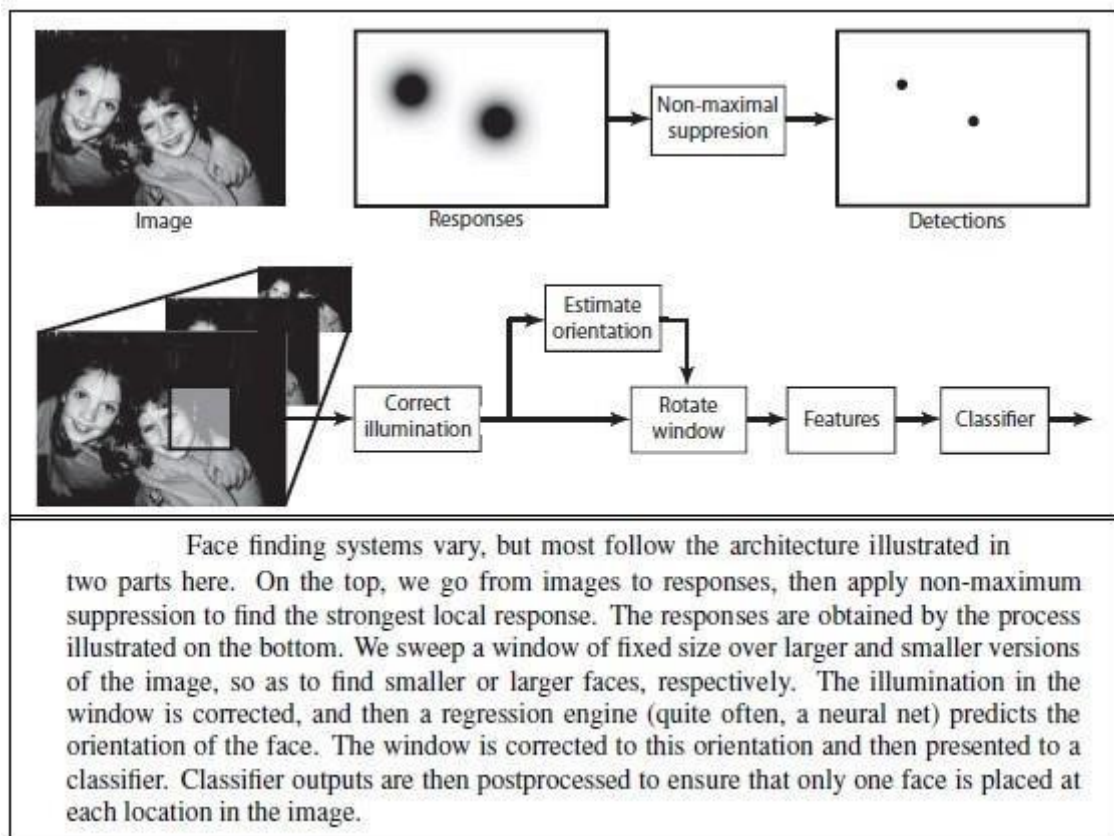 Image
Responses
Non-maximal
suppresion
Detections
Correct
illumination
Estimate
orientation
Rotate
window
Features
Classifier
Face finding systems vary, but most follow the architecture illustrated in
two parts here. On the top, we go from images to responses, then apply non-maximum
suppression to find the strongest local response. The responses are obtained by the process
illustrated on the bottom. We sweep a window of fixed size over larger and smaller versions
of the image, so as to find smaller or larger faces, respectively. The illumination in the
window is corrected, and then a regression engine (quite often, a neural net) predicts the
orientation of the face. The window is corrected to this orientation and then presented to a
classifier. Classifier outputs are then postprocessed to ensure that only one face is placed at
each location in the image.